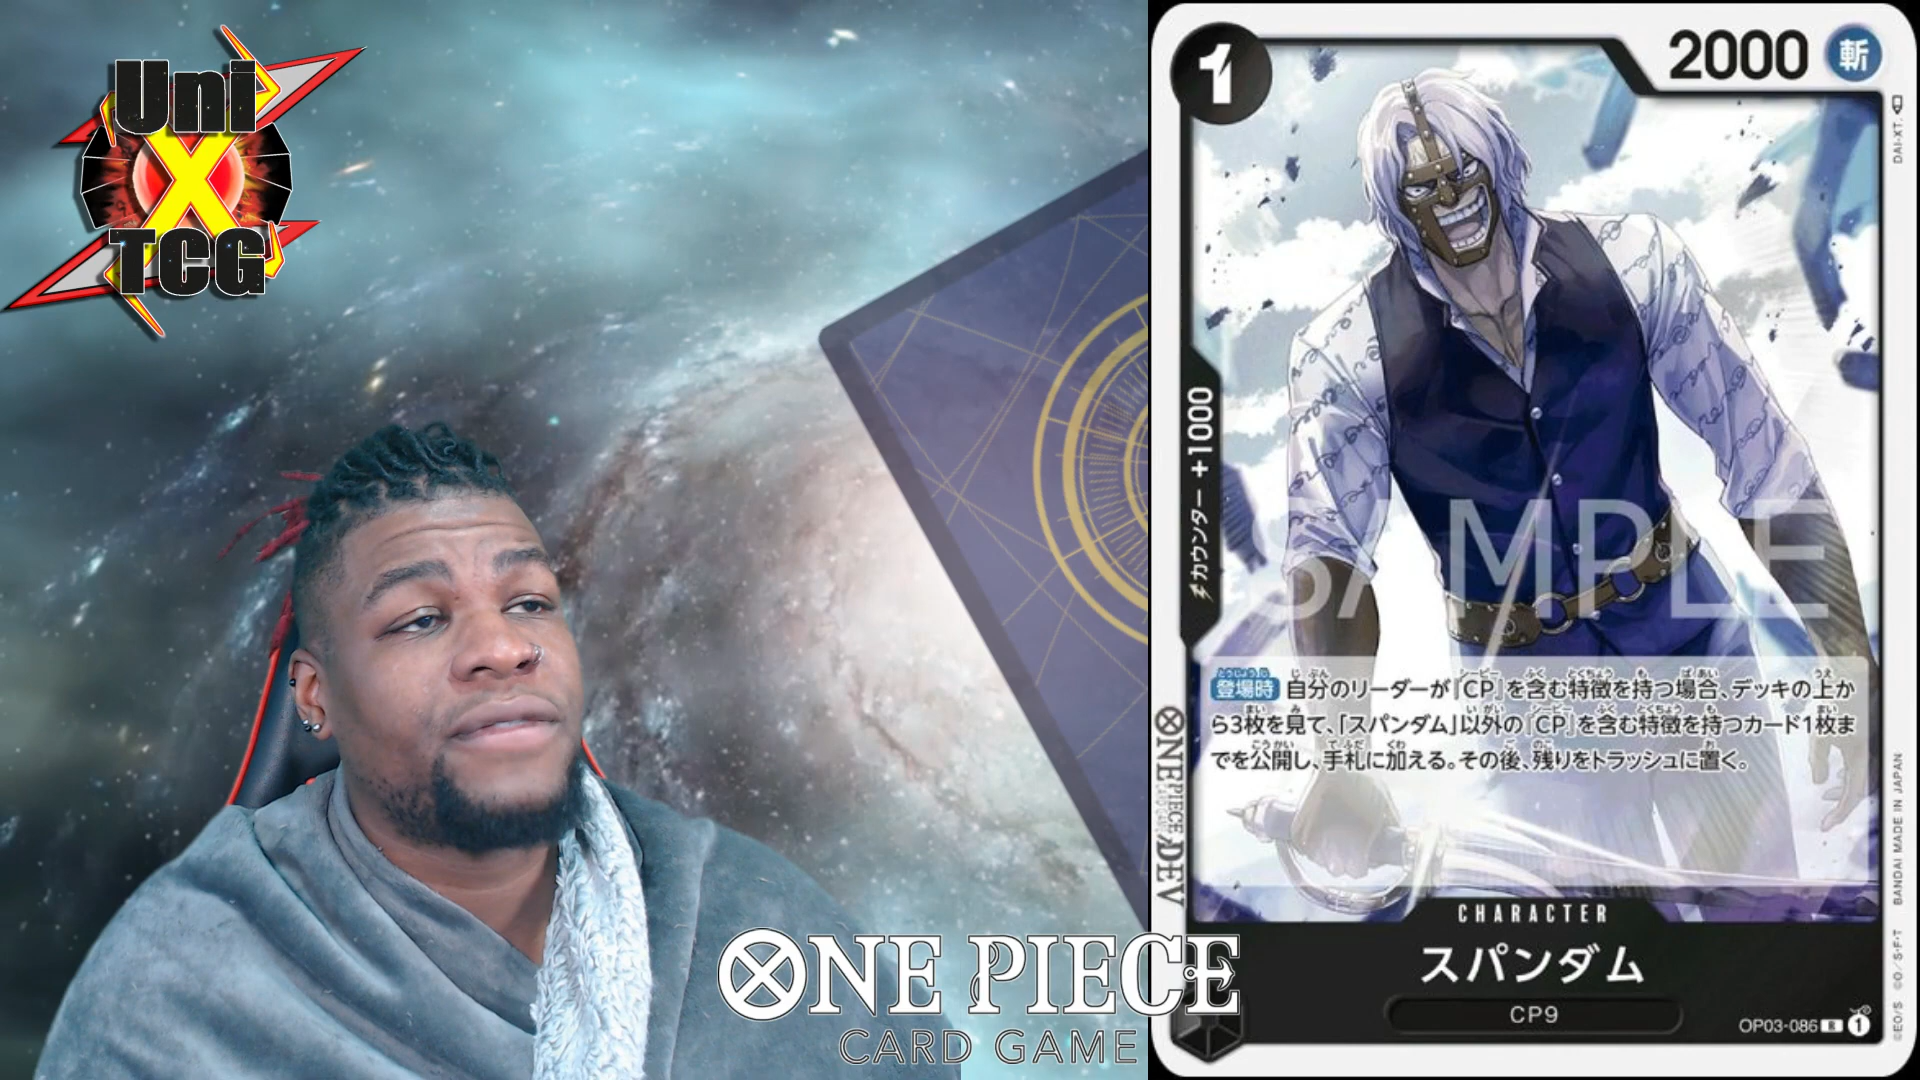 Uni
X
TCG
ONE PIECE
CARD GAME
1
2000
斬
DAI-XT.
カウンター +1000
SAMPLE
登場時 自分のリーダーが『CP』を含む特徴を持つ場合、デッキの上か
ら3枚を見て、「スパンダム」以外の『CP』を含む特徴を持つカード1枚ま
でを公開し、手札に加える。その後、残りをトラッシュに置く。
ONE PIECE.DEV
BANDAI MADE IN JAPAN
©EO/S ©O/S・F・T
CHARACTER
スパンダム
CP9
OP03-086 R 1